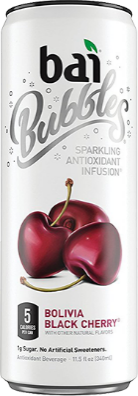 bai
Bubbles
SPARKLING
ANTIOXIDANT
INFUSION®
5
CALORIES
PER CAN
BOLIVIA
BLACK CHERRY®
WITH OTHER NATURAL FLAVORS
1g Sugar. No Artificial Sweeteners.
Antioxidant Beverage · 11.5 fl oz (340ml)